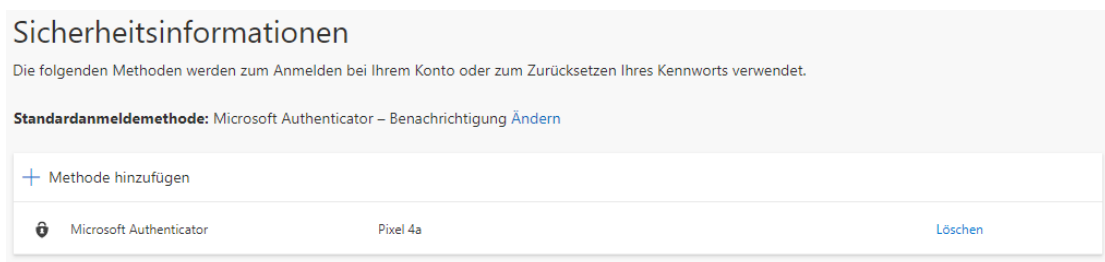 Sicherheitsinformationen
Die folgenden Methoden werden zum Anmelden bei Ihrem Konto oder zum Zurücksetzen Ihres Kennworts verwendet.
Standardanmeldemethode: Microsoft Authenticator – Benachrichtigung Ändern
Methode hinzufügen
Microsoft Authenticator Pixel 4a Löschen